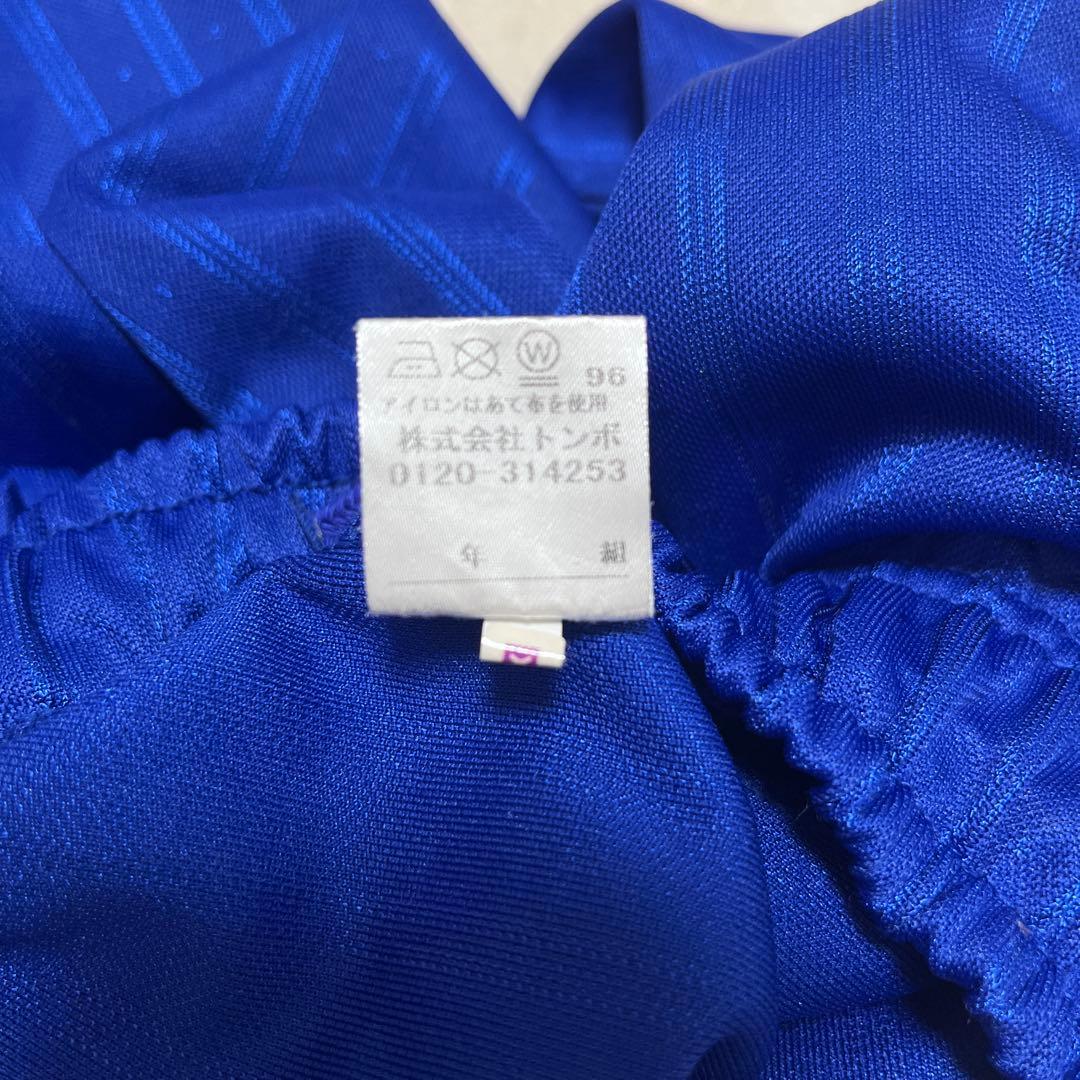 W 96
アイロンはあて布を使用
株式会社トンボ
0120-314253
年 組